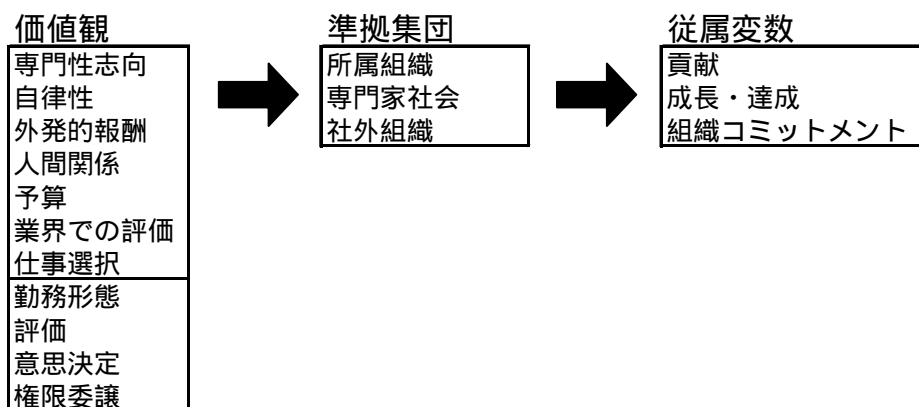 価値観
専門性志向
自律性
外発的報酬
人間関係
予算
業界での評価
仕事選択
勤務形態
評価
意思決定
権限委譲
準拠集団
所属組織
専門家社会
社外組織
従属変数
貢献
成長・達成
組織コミットメント